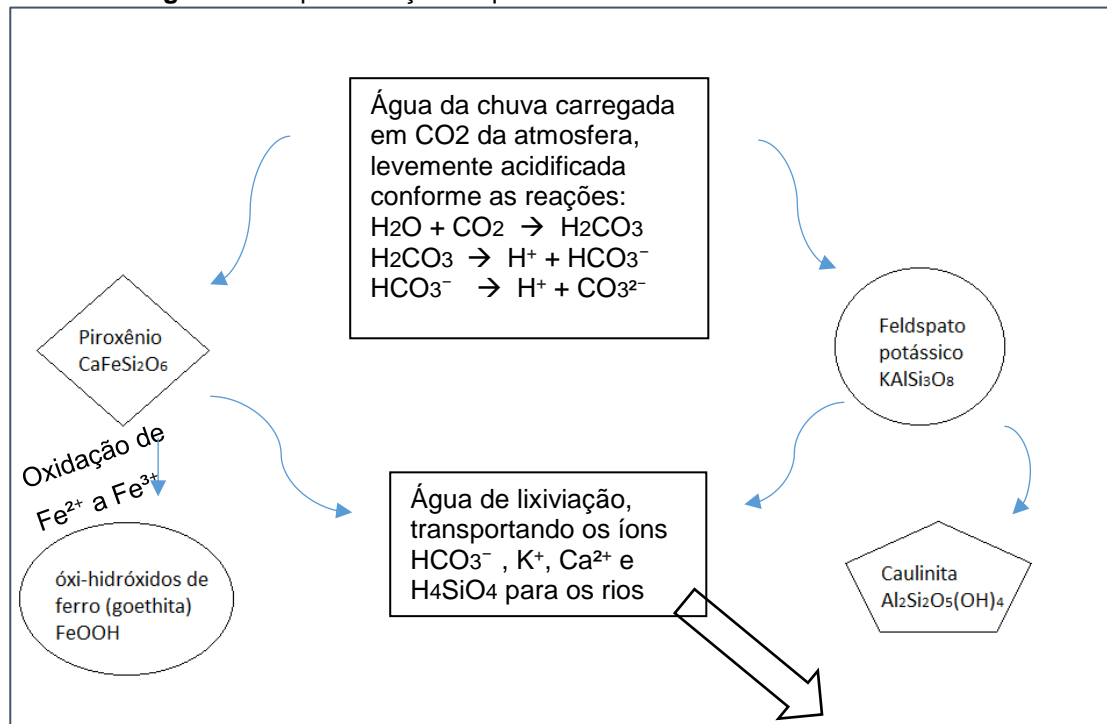 Água da chuva carregada
em CO2 da atmosfera,
levemente acidificada
conforme as reações:
H2O + CO2 → H2CO3
H2CO3 → H⁺ + HCO3⁻
HCO3⁻ → H⁺ + CO3²⁻
Piroxênio
CaFeSi₂O₆
Feldspato
potássico
KAlSi₃O₈
Oxidação de
Fe²⁺ a Fe³⁺
Água de lixiviação,
transportando os íons
HCO3⁻ , K⁺, Ca²⁺ e
H4SiO4 para os rios
óxi-hidróxidos de
ferro (goethita)
FeOOH
Caulinita
Al₂Si₂O₅(OH)₄